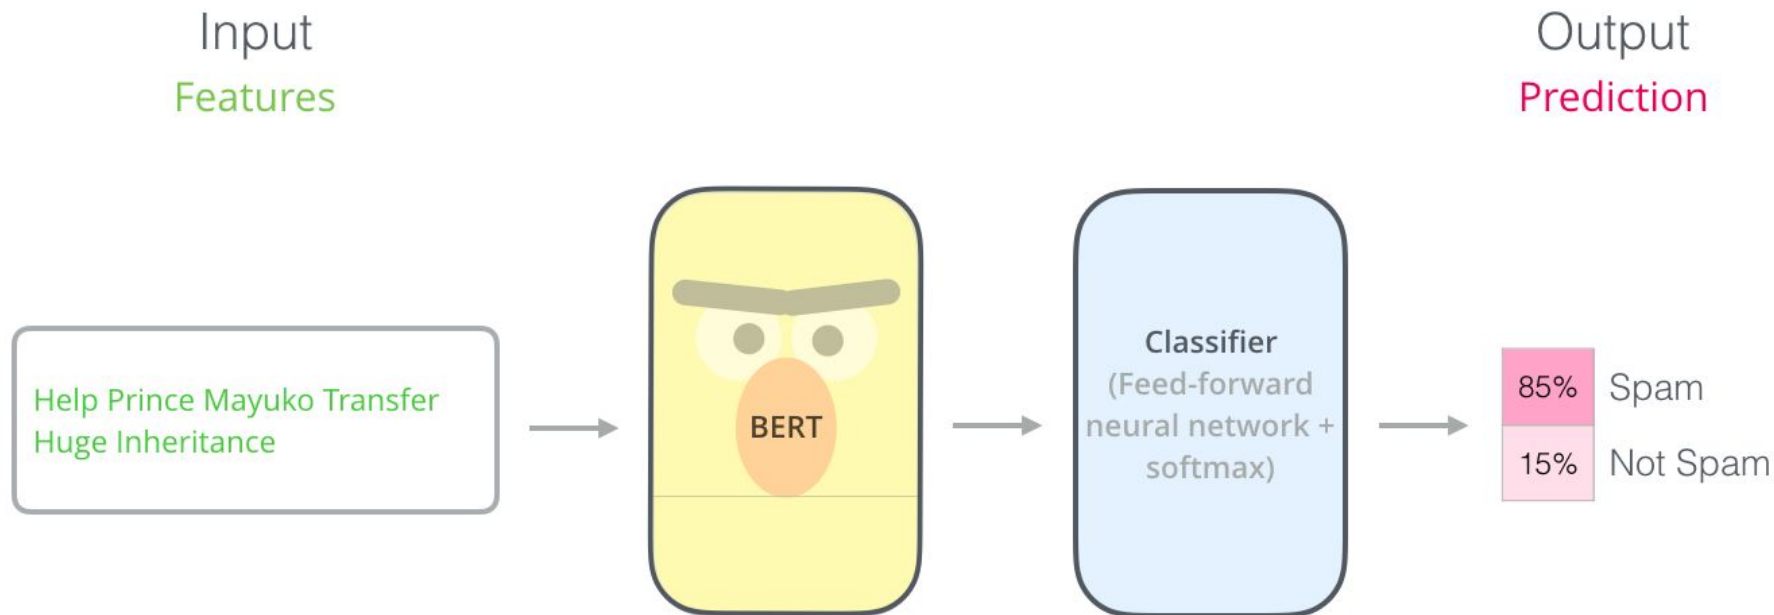 Input
Features
Output
Prediction
Help Prince Mayuko Transfer
Huge Inheritance
BERT
Classifier
(Feed-forward
neural network +
softmax)
85% Spam
15% Not Spam